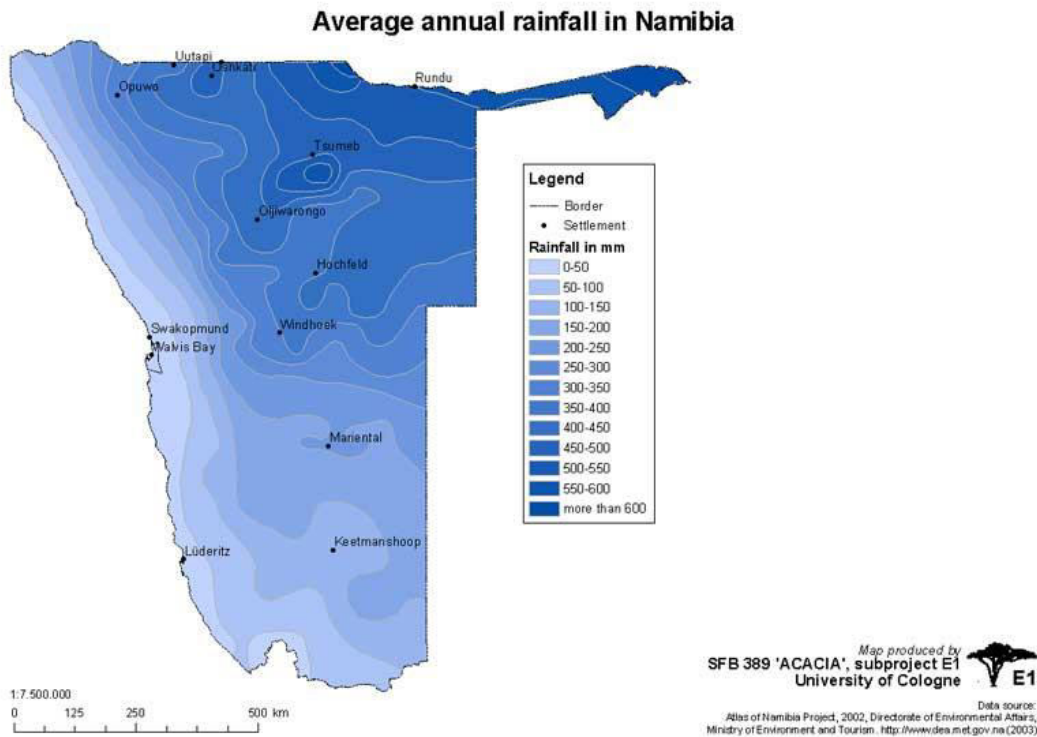 Average annual rainfall in Namibia
Uutapi
Oshkati
Opuwo
Rundu
Tsumeb
Otjiwarongo
Hochfeld
Windhoek
Swakopmund
Walvis Bay
Mariental
Keetmanshoop
Lüderitz
Legend
Border
Settlement
Rainfall in mm
0-50
50-100
100-150
150-200
200-250
250-300
300-350
350-400
400-450
450-500
500-550
550-600
more than 600
Map produced by
SFB 389 'ACACIA', subproject E1
University of Cologne
E1
1:7.500.000
0 125 250 500 km
Data source:
Atlas of Namibia Project, 2002, Directorate of Environmental Affairs,
Ministry of Environment and Tourism. http://www.dea.met.gov.na (2003)